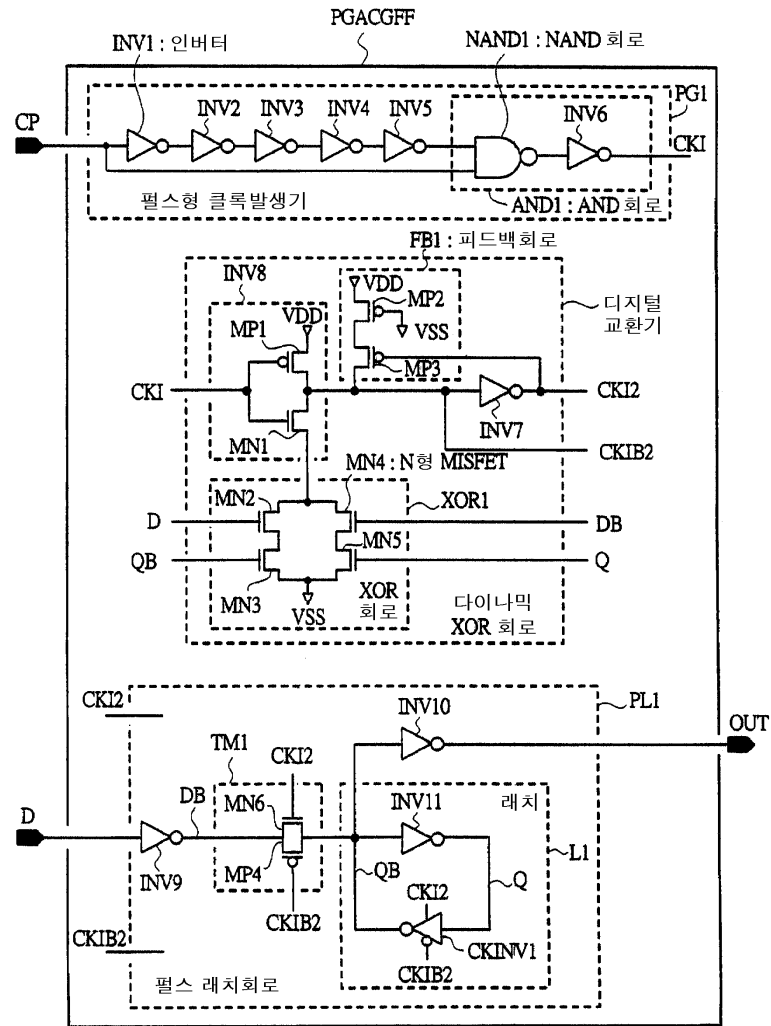 PGACGFF
INV1 : 인버터
NAND1 : NAND 회로
INV2
INV3
INV4
INV5
INV6
PG1
CP
CKI
펄스형 클록발생기
AND1 : AND 회로
FB1 : 피드백회로
INV8
VDD
MP2
디지털
교환기
VDD
VSS
MP1
MP3
CKI
CKI2
INV7
MN1
CKIB2
MN4 : N형 MISFET
MN2
XOR1
D
DB
MN5
QB
Q
MN3
VSS
XOR
회로
다이나믹
XOR 회로
CKI2
INV10
PL1
OUT
TM1
CKI2
래치
D
DB
MN6
INV11
L1
MP4
INV9
QB
Q
CKI2
CKIB2
CKIB2
CKINV1
CKIB2
펄스 래치회로